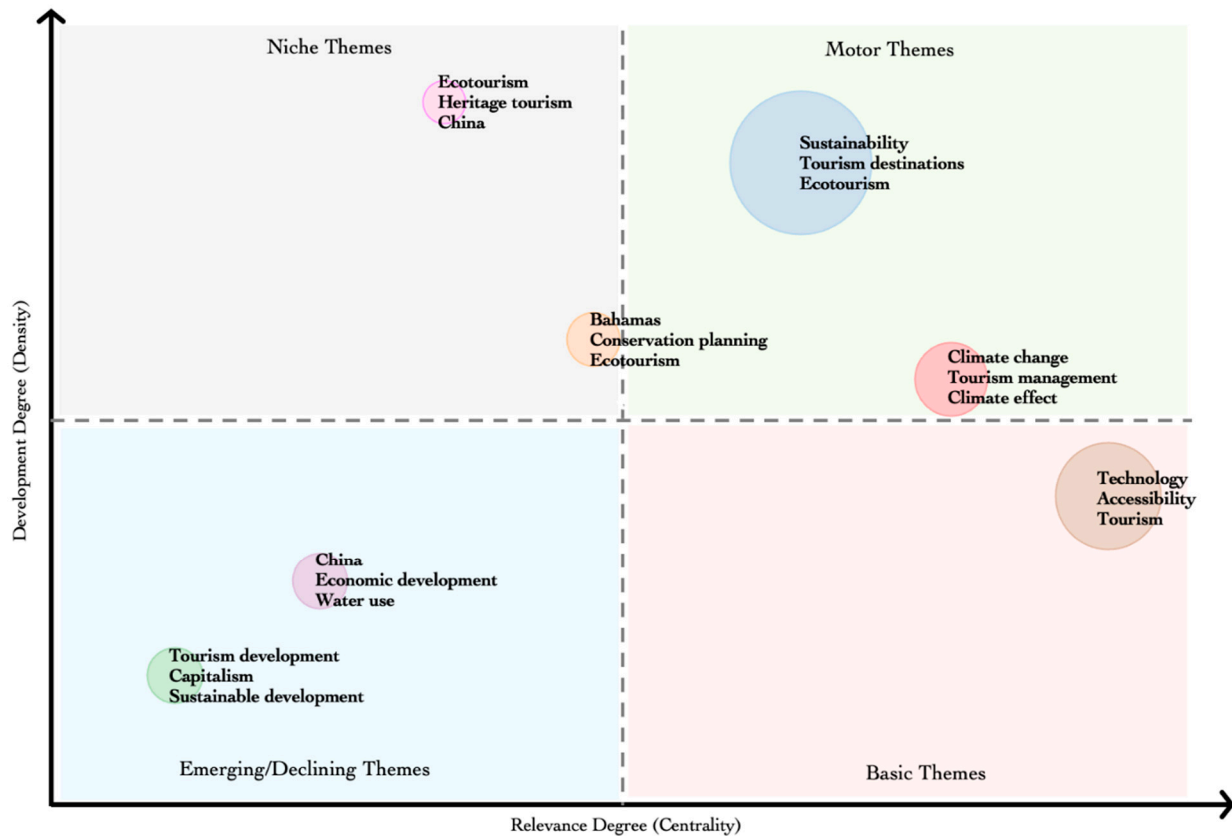 Niche Themes
Motor Themes
Ecotourism
Heritage tourism
China
Sustainability
Tourism destinations
Ecotourism
Bahamas
Conservation planning
Ecotourism
Climate change
Tourism management
Climate effect
Development Degree (Density)
Technology
Accessibility
Tourism
China
Economic development
Water use
Tourism development
Capitalism
Sustainable development
Emerging/Declining Themes
Basic Themes
Relevance Degree (Centrality)